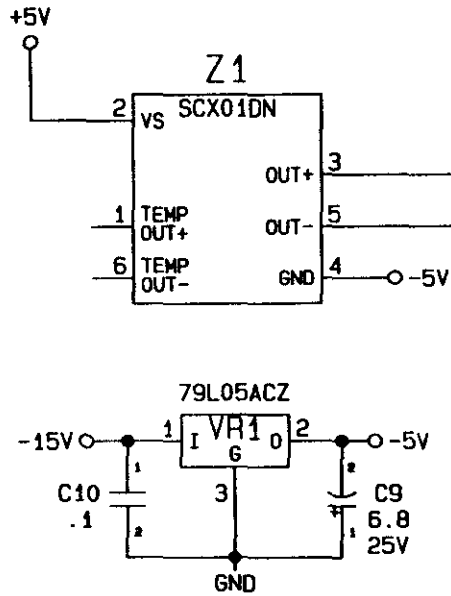 +5V
Z1
SCX01DN
2
VS
3
OUT+
1
TEMP
OUT+
5
OUT-
6
TEMP
OUT-
4
GND
-5V
79L05ACZ
-15V
1
I
VR1
O
2
-5V
G
1
2
C10
.1
3
C9
6.8
25V
2
1
GND